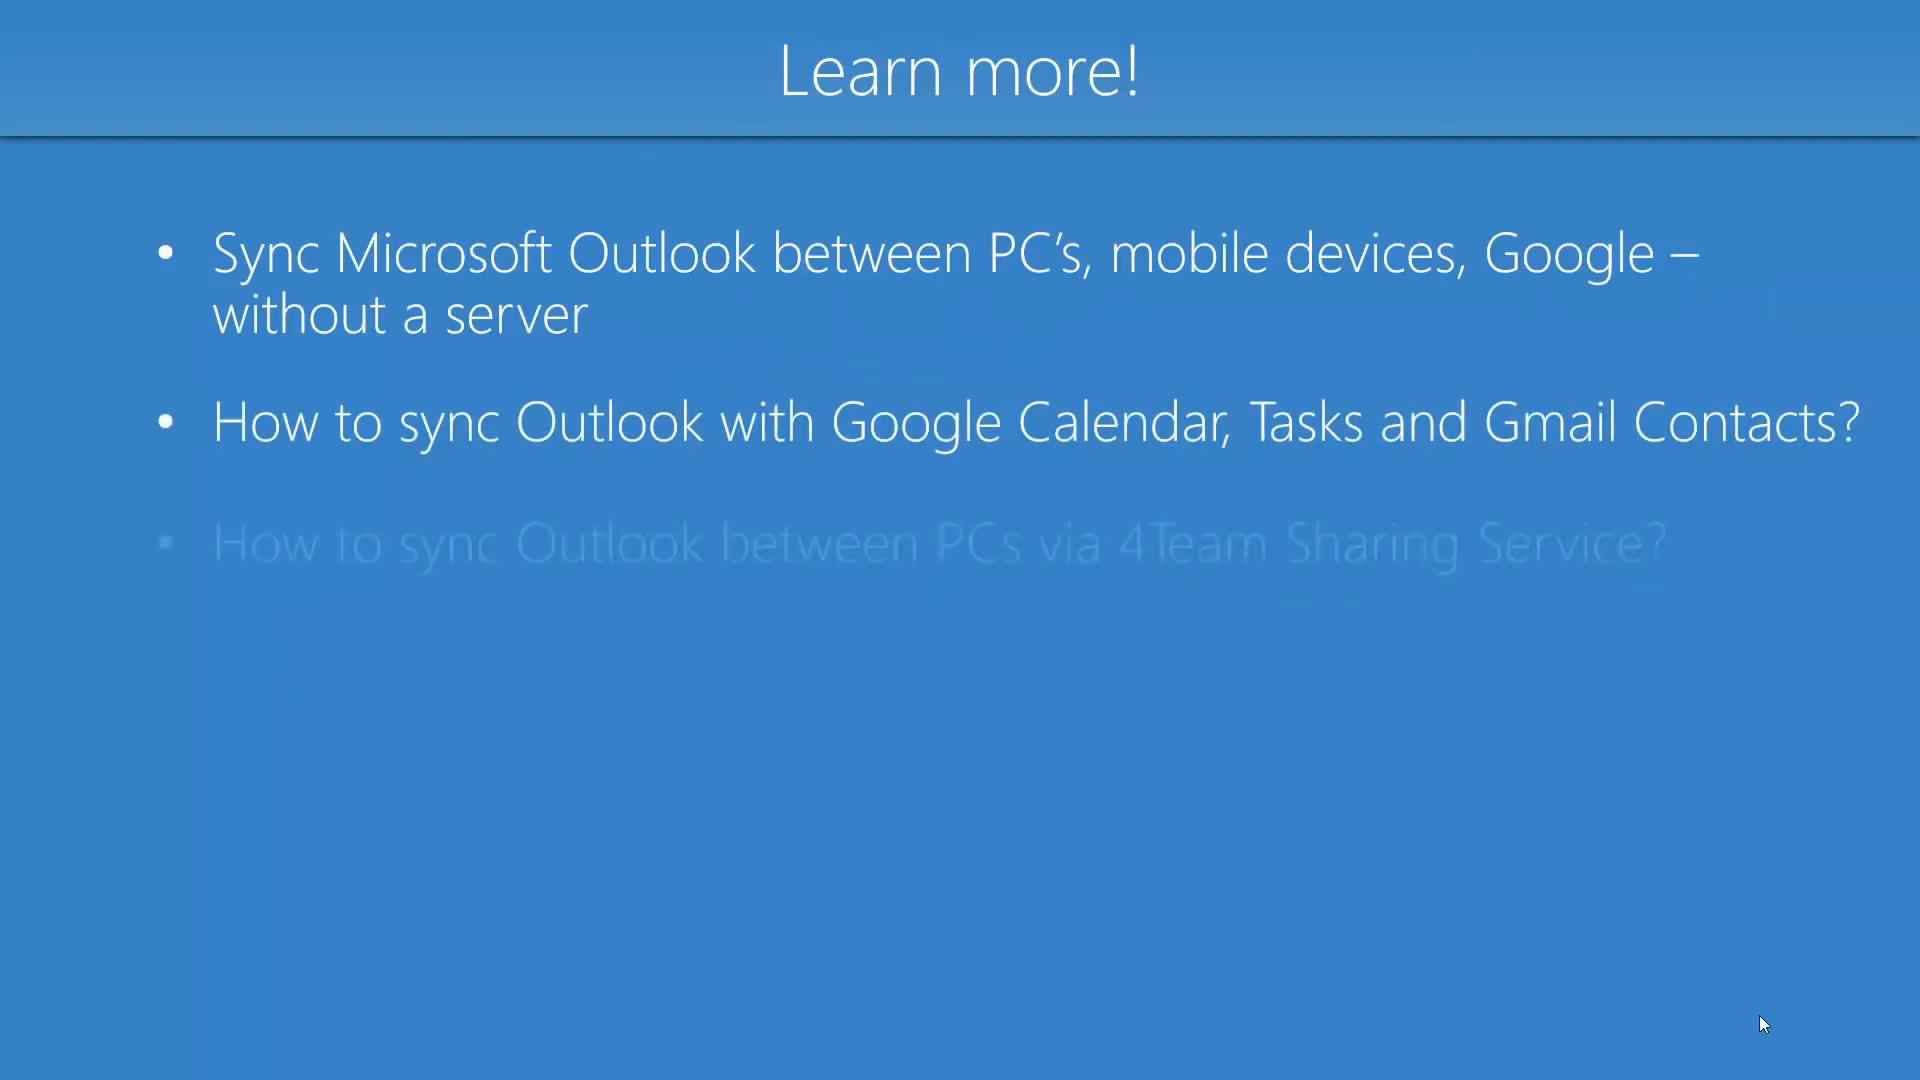 Learn more!
• Sync Microsoft Outlook between PC’s, mobile devices, Google –
without a server
• How to sync Outlook with Google Calendar, Tasks and Gmail Contacts?
• How to sync Outlook between PCs via 4Team Sharing Service?